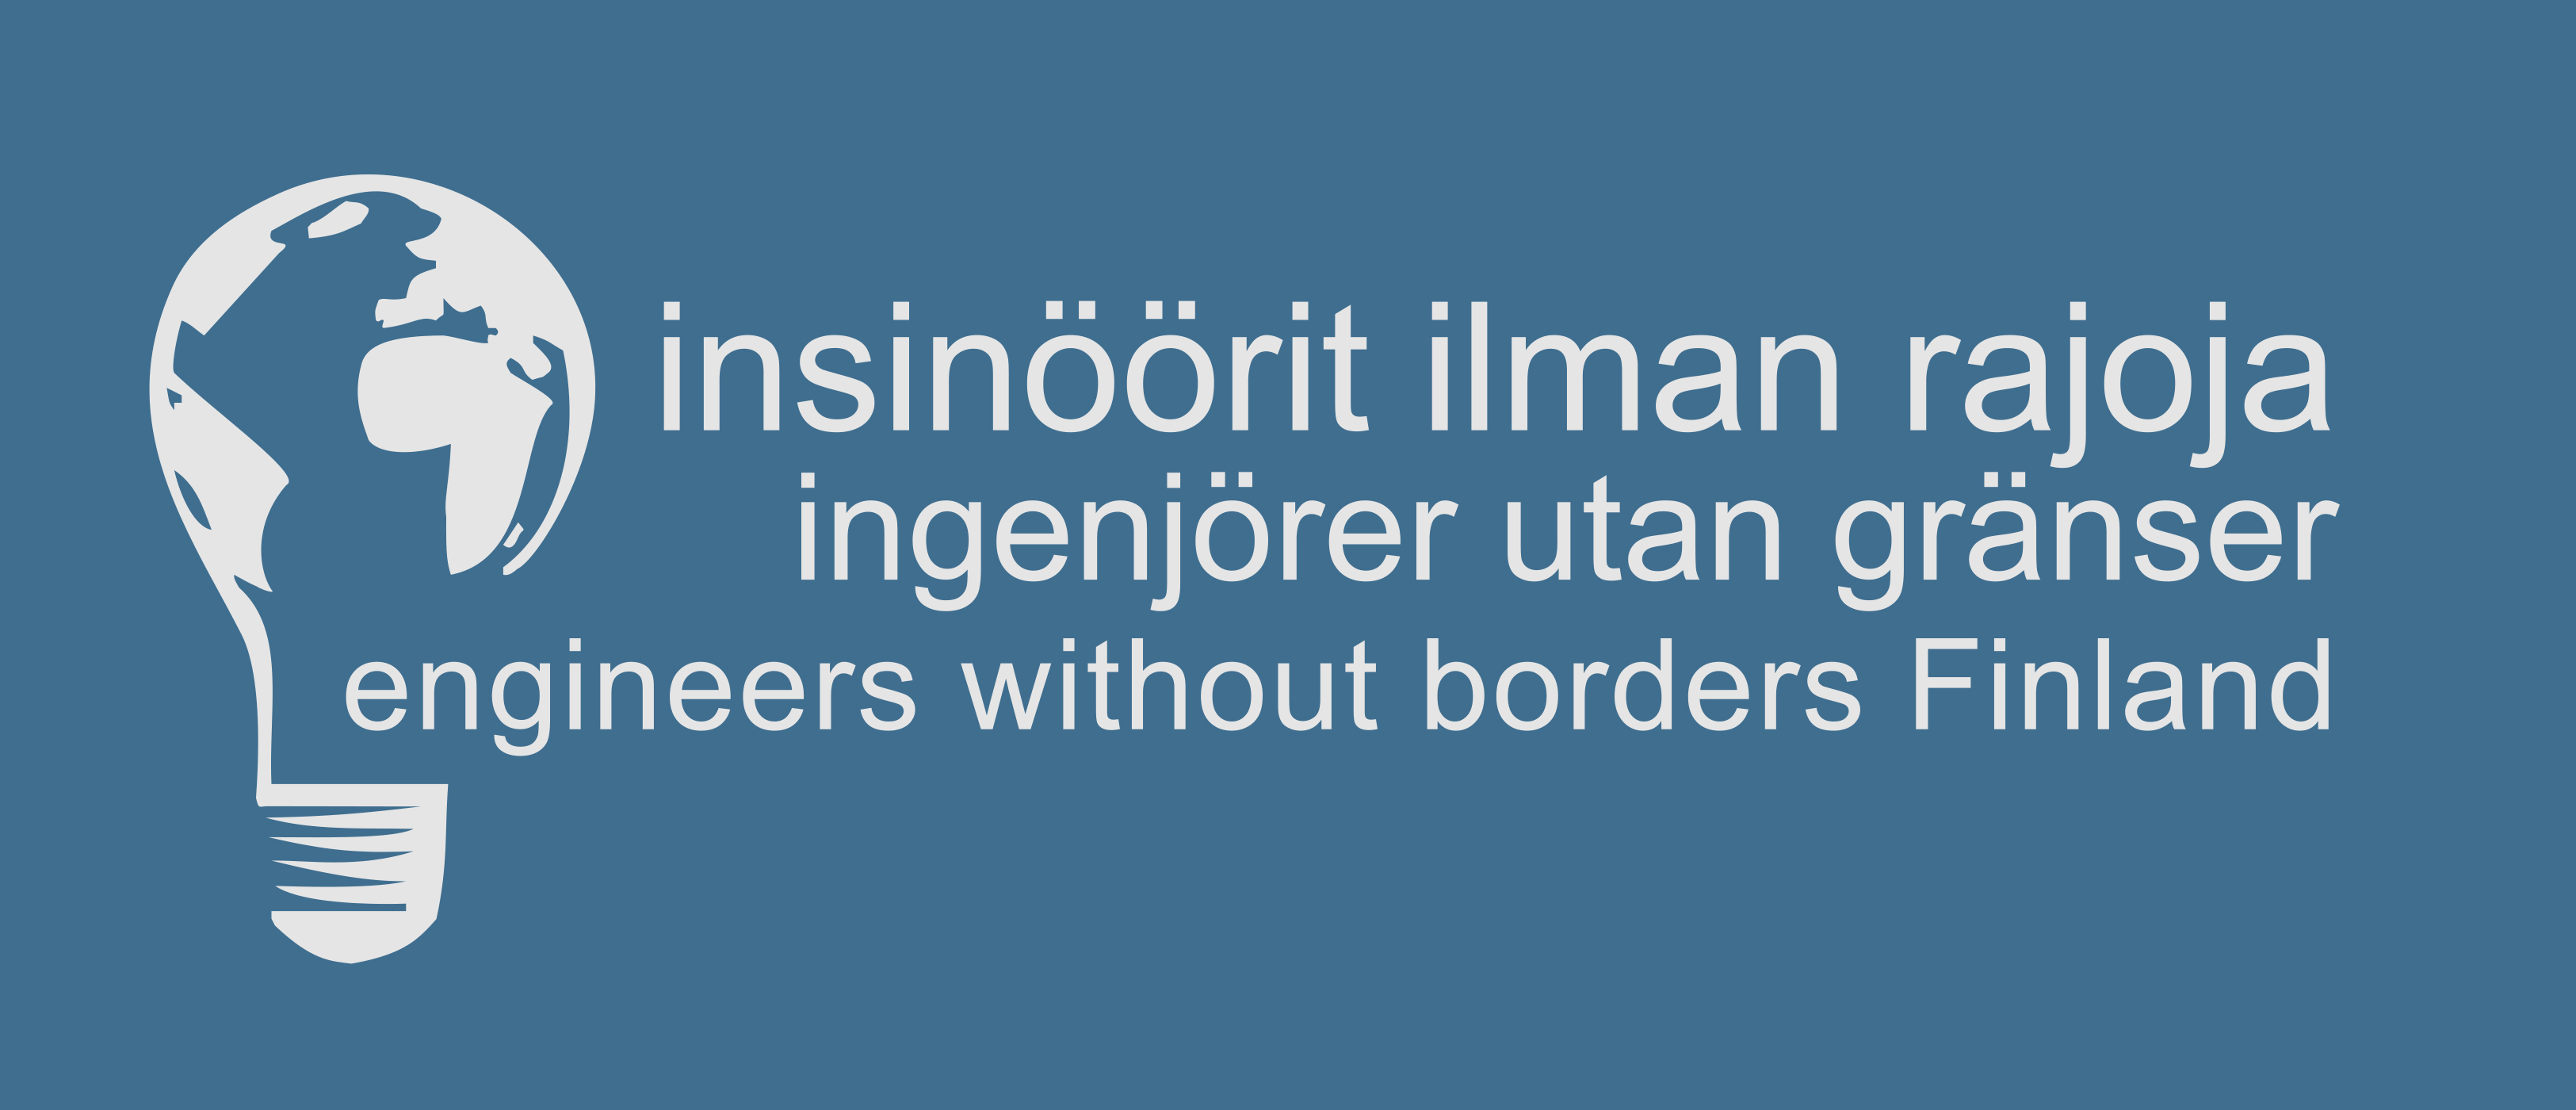 insinöörit ilman rajoja
ingenjörer utan gränser
engineers without borders Finland